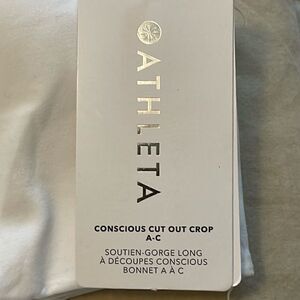 ATHLETA
CONSCIOUS CUT OUT CROP
A-C
SOUTIEN-GORGE LONG
À DÉCOUPES CONSCIOUS
BONNET A À C